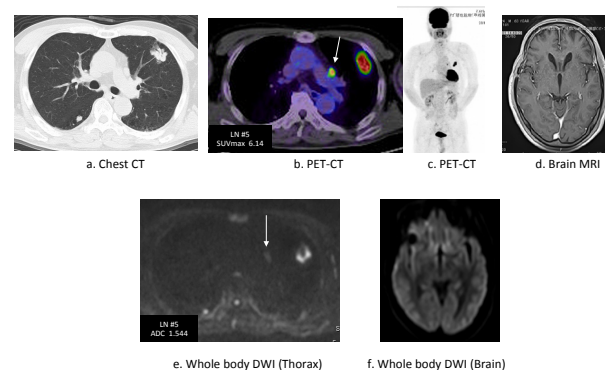 LN #5
SUVmax 6.14
a. Chest CT
b. PET-CT
c. PET-CT
d. Brain MRI
LN #5
ADC 1.544
e. Whole body DWI (Thorax)
f. Whole body DWI (Brain)